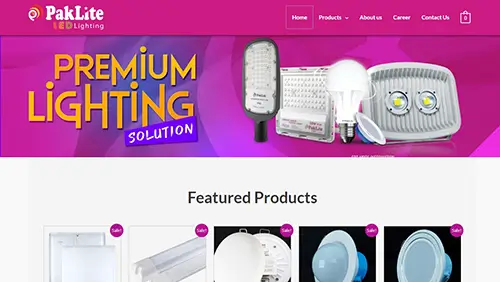 PakLite
LED Lighting
Home
Products
About us
Career
Contact Us
0
PREMIUM
LIGHTING
SOLUTION
PakLite
Featured Products
Sale!
Sale!
Sale!
Sale!
Sale!